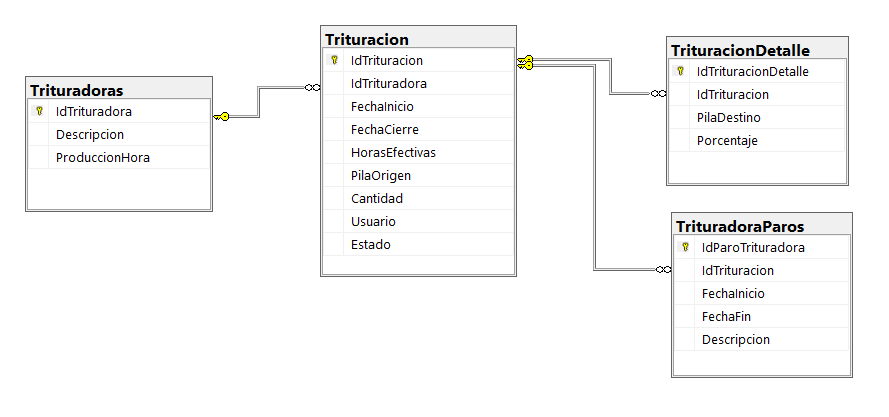 Trituradoras
IdTrituradora
Descripcion
ProduccionHora
Trituracion
IdTrituracion
IdTrituradora
FechaInicio
FechaCierre
HorasEfectivas
PilaOrigen
Cantidad
Usuario
Estado
TrituracionDetalle
IdTrituracionDetalle
IdTrituracion
PilaDestino
Porcentaje
TrituradoraParos
IdParoTrituradora
IdTrituracion
FechaInicio
FechaFin
Descripcion